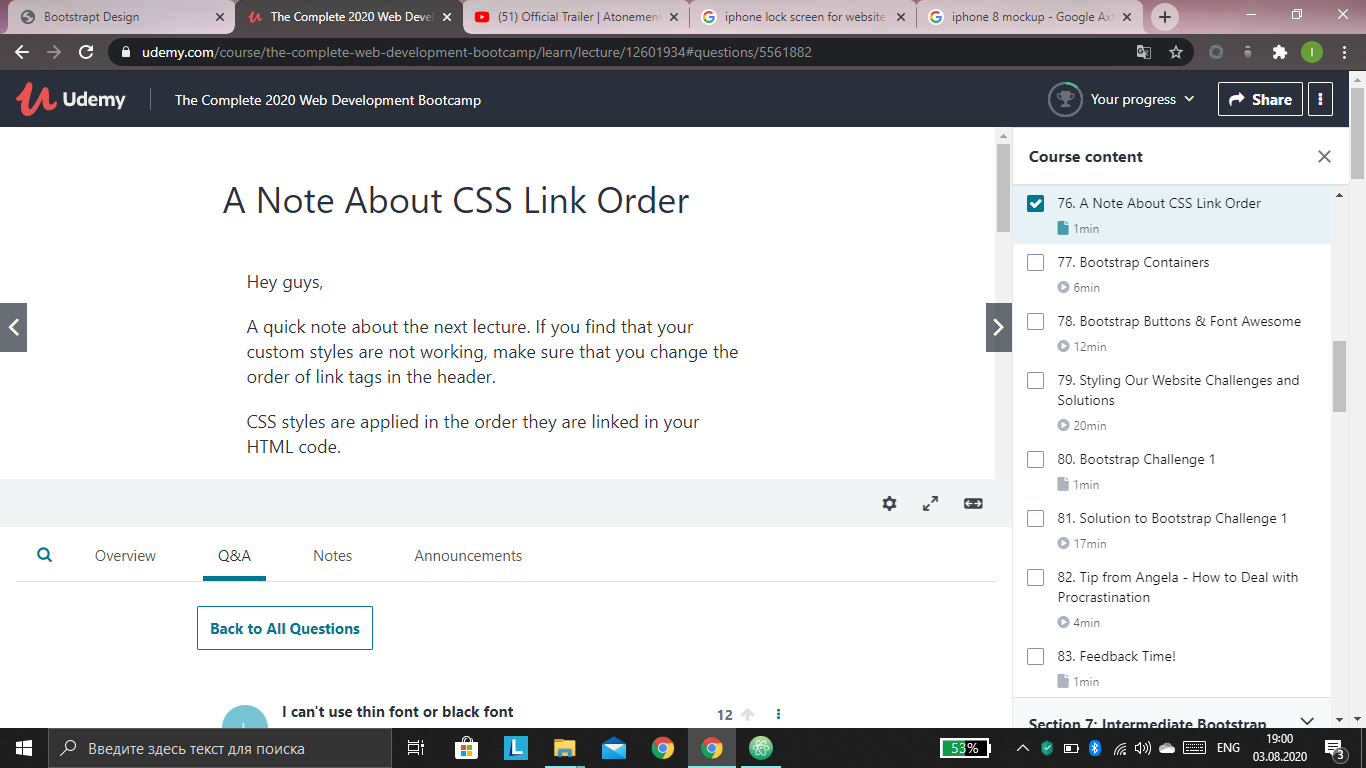 Bootstrapt Design
The Complete 2020 Web Deve
(51) Official Trailer | Atonemen
iphone lock screen for website
iphone 8 mockup - Google Ax
udemy.com/course/the-complete-web-development-bootcamp/learn/lecture/12601934#questions/5561882
I
Udemy
The Complete 2020 Web Development Bootcamp
Your progress
Share
A Note About CSS Link Order
Hey guys,
A quick note about the next lecture. If you find that your
custom styles are not working, make sure that you change the
order of link tags in the header.
CSS styles are applied in the order they are linked in your
HTML code.
Overview
Q&A
Notes
Announcements
Back to All Questions
I can't use thin font or black font
12
Course content
76. A Note About CSS Link Order
1min
77. Bootstrap Containers
6min
78. Bootstrap Buttons & Font Awesome
12min
79. Styling Our Website Challenges and
Solutions
20min
80. Bootstrap Challenge 1
1min
81. Solution to Bootstrap Challenge 1
17min
82. Tip from Angela - How to Deal with
Procrastination
4min
83. Feedback Time!
1min
Section 7: Intermediate Bootstrap
Введите здесь текст для поиска
L
53%
ENG
19:00
03.08.2020
3